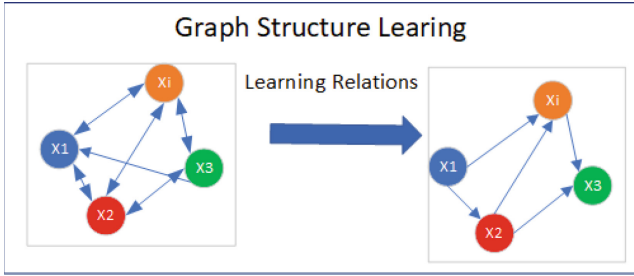 Graph Structure Learing
Learning Relations
Xi
X1
X3
X2
Xi
X1
X3
X2